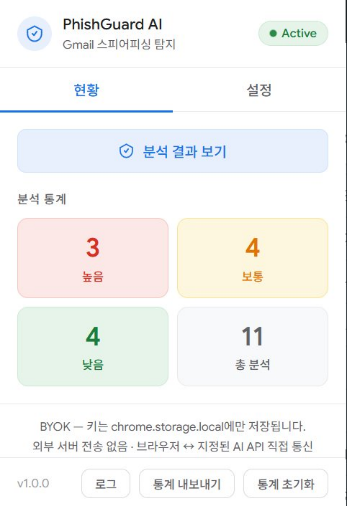 PhishGuard AI
Gmail 스피어피싱 탐지
Active
현황
설정
분석 결과 보기
분석 통계
3
높음
4
보통
4
낮음
11
총 분석
BYOK — 키는 chrome.storage.local에만 저장됩니다.
외부 서버 전송 없음 · 브라우저 ↔ 지정된 AI API 직접 통신
v1.0.0
로그
통계 내보내기
통계 초기화